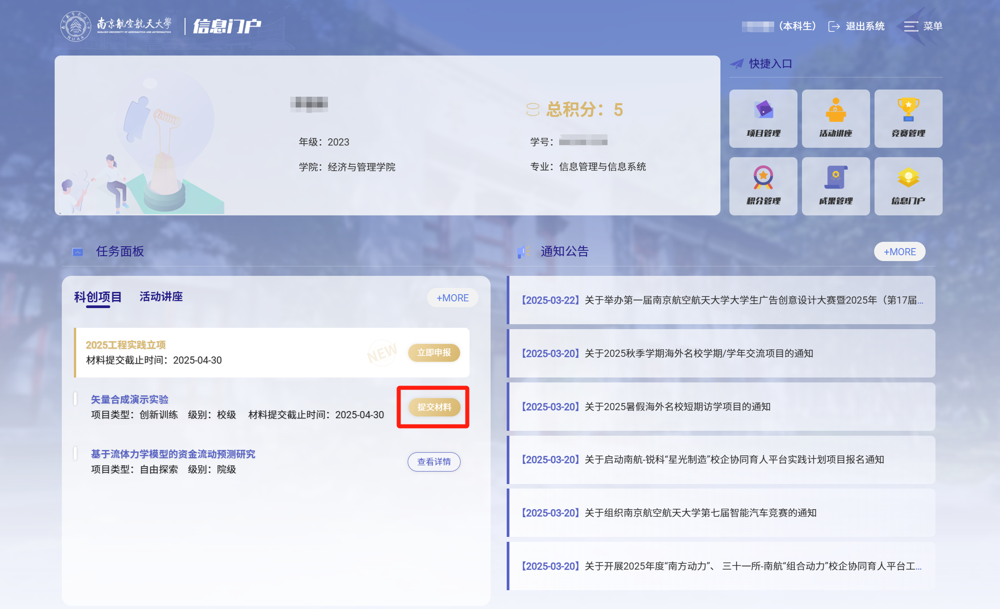 南京航空航天大學
NANJING UNIVERSITY OF AERONAUTICS AND ASTRONAUTICS
1952
NUAA
信息门户
（本科生）
退出系统
菜单
总积分：5
年级：2023
学号：
学院：经济与管理学院
专业：信息管理与信息系统
快捷入口
项目管理
活动讲座
竞赛管理
积分管理
成果管理
信息门户
任务面板
科创项目
活动讲座
+MORE
2025工程实践立项
材料提交截止时间：2025-04-30
NEW
立即申报
矢量合成演示实验
项目类型：创新训练 级别：校级 材料提交截止时间：2025-04-30
提交材料
基于流体力学模型的资金流动预测研究
项目类型：自由探索 级别：院级
查看详情
通知公告
+MORE
【2025-03-22】关于举办第一届南京航空航天大学大学生广告创意设计大赛暨2025年（第17届...
【2025-03-20】关于2025秋季学期海外名校学期/学年交流项目的通知
【2025-03-20】关于2025暑假海外名校短期访学项目的通知
【2025-03-20】关于启动南航-锐科“星光制造”校企协同育人平台实践计划项目报名通知
【2025-03-20】关于组织南京航空航天大学第七届智能汽车竞赛的通知
【2025-03-20】关于开展2025年度“南方动力”、 三十一所-南航“组合动力”校企协同育人平台工...